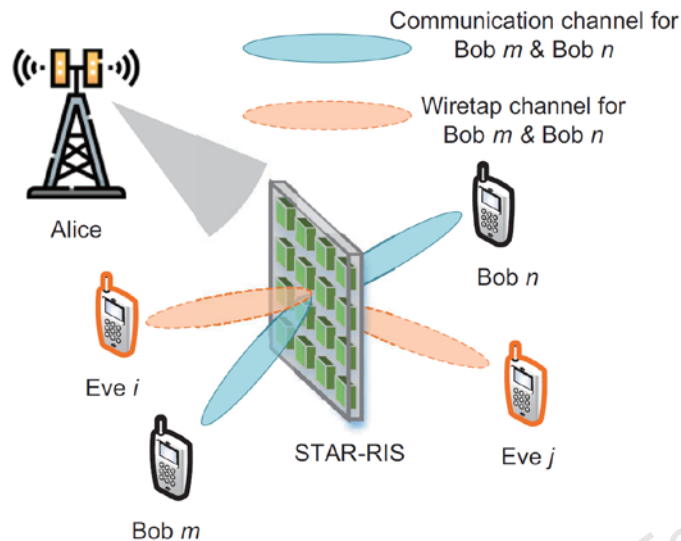 Communication channel for
Bob m & Bob n
Wiretap channel for
Bob m & Bob n
Alice
Bob n
Eve i
STAR-RIS
Eve j
Bob m